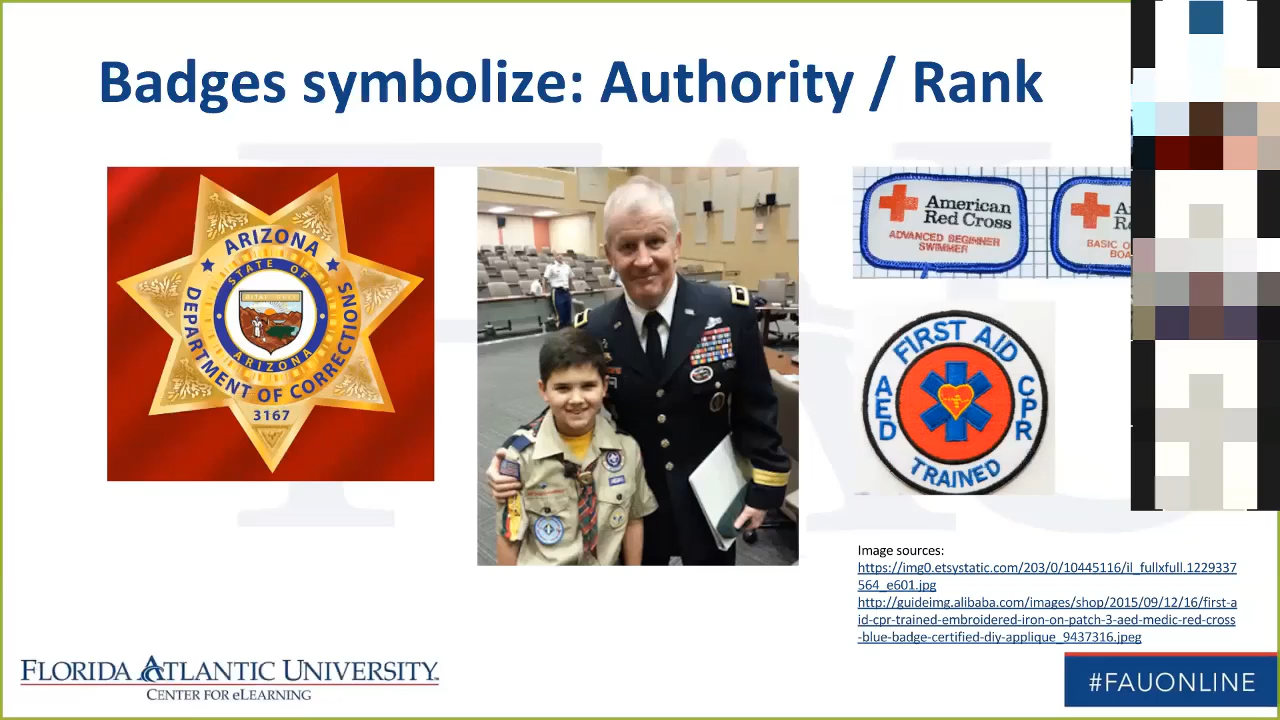 Badges symbolize: Authority / Rank
ARIZONA
STATE OF
ARIZONA
DEPARTMENT OF CORRECTIONS
3167
American
Red Cross
ADVANCED BEGINNER
SWIMMER
BASIC
FIRST AID
AED
CPR
TRAINED
Image sources:
https://img0.etsystatic.com/203/0/10445116/il_fullxfull.1229337
564_e601.jpg
http://guideimg.alibaba.com/images/shop/2015/09/12/16/first-a
id-cpr-trained-embroidered-iron-on-patch-3-aed-medic-red-cross
-blue-badge-certified-diy-applique_9437316.jpeg
FLORIDA ATLANTIC UNIVERSITY
CENTER FOR eLEARNING
#FAUONLINE